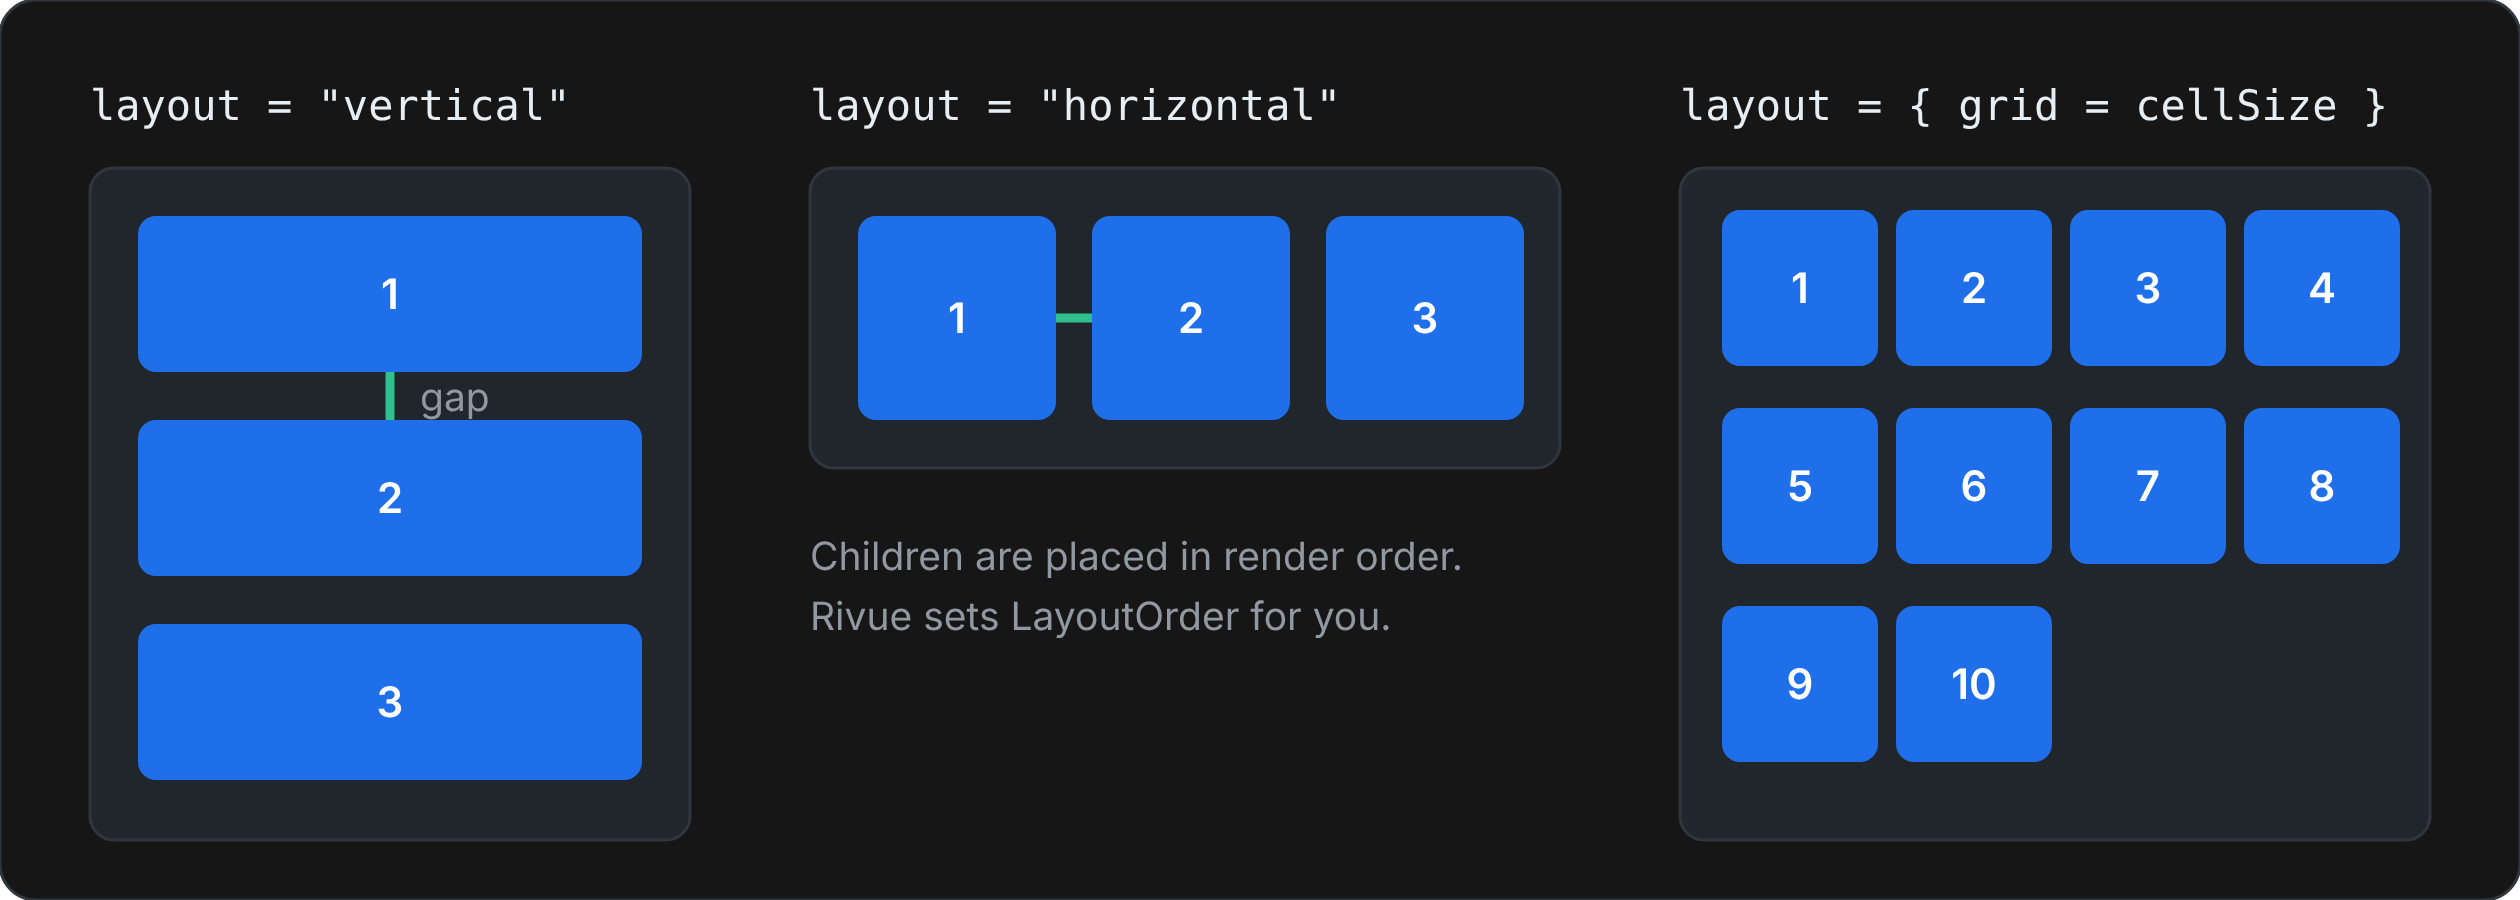 layout = "vertical"
1
gap
2
3
layout = "horizontal"
1 2 3
Children are placed in render order.
Rivue sets LayoutOrder for you.
layout = { grid = cellSize }
1 2 3 4
5 6 7 8
9 10